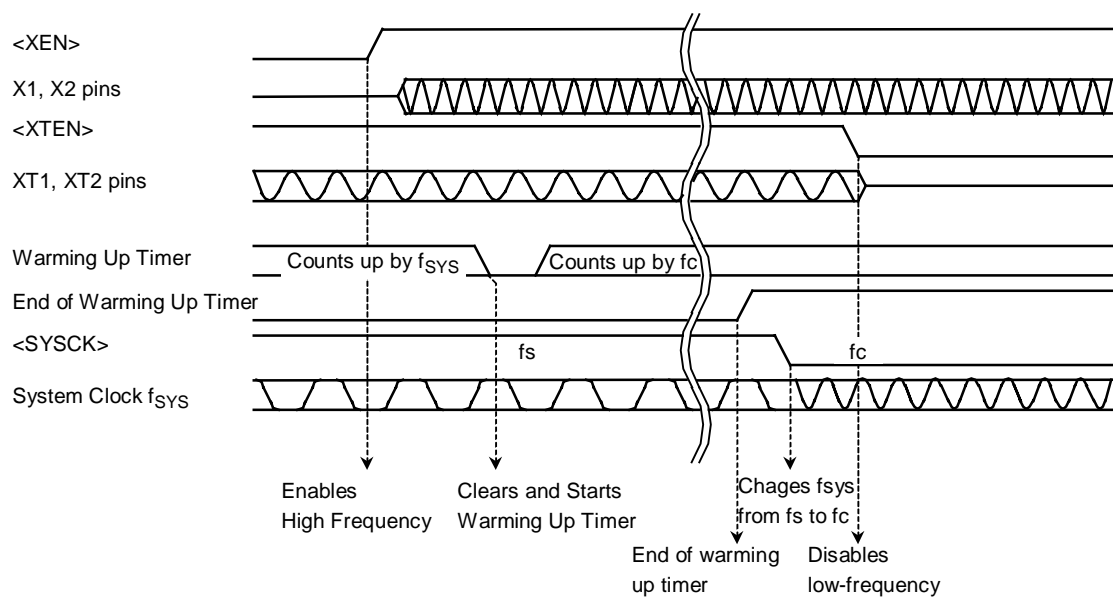 <XEN>
X1, X2 pins
<XTEN>
XT1, XT2 pins
Warming Up Timer
Counts up by fSYS
Counts up by fc
End of Warming Up Timer
<SYSCK>
fs
fc
System Clock fSYS
Enables
High Frequency
Clears and Starts
Warming Up Timer
Chages fsys
from fs to fc
End of warming
up timer
Disables
low-frequency